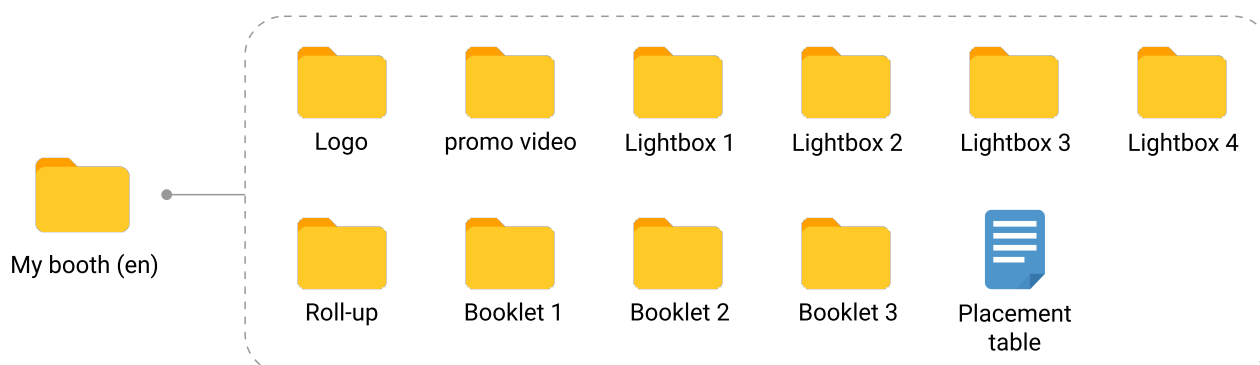 Logo
promo video
Lightbox 1
Lightbox 2
Lightbox 3
Lightbox 4
My booth (en)
Roll-up
Booklet 1
Booklet 2
Booklet 3
Placement
table